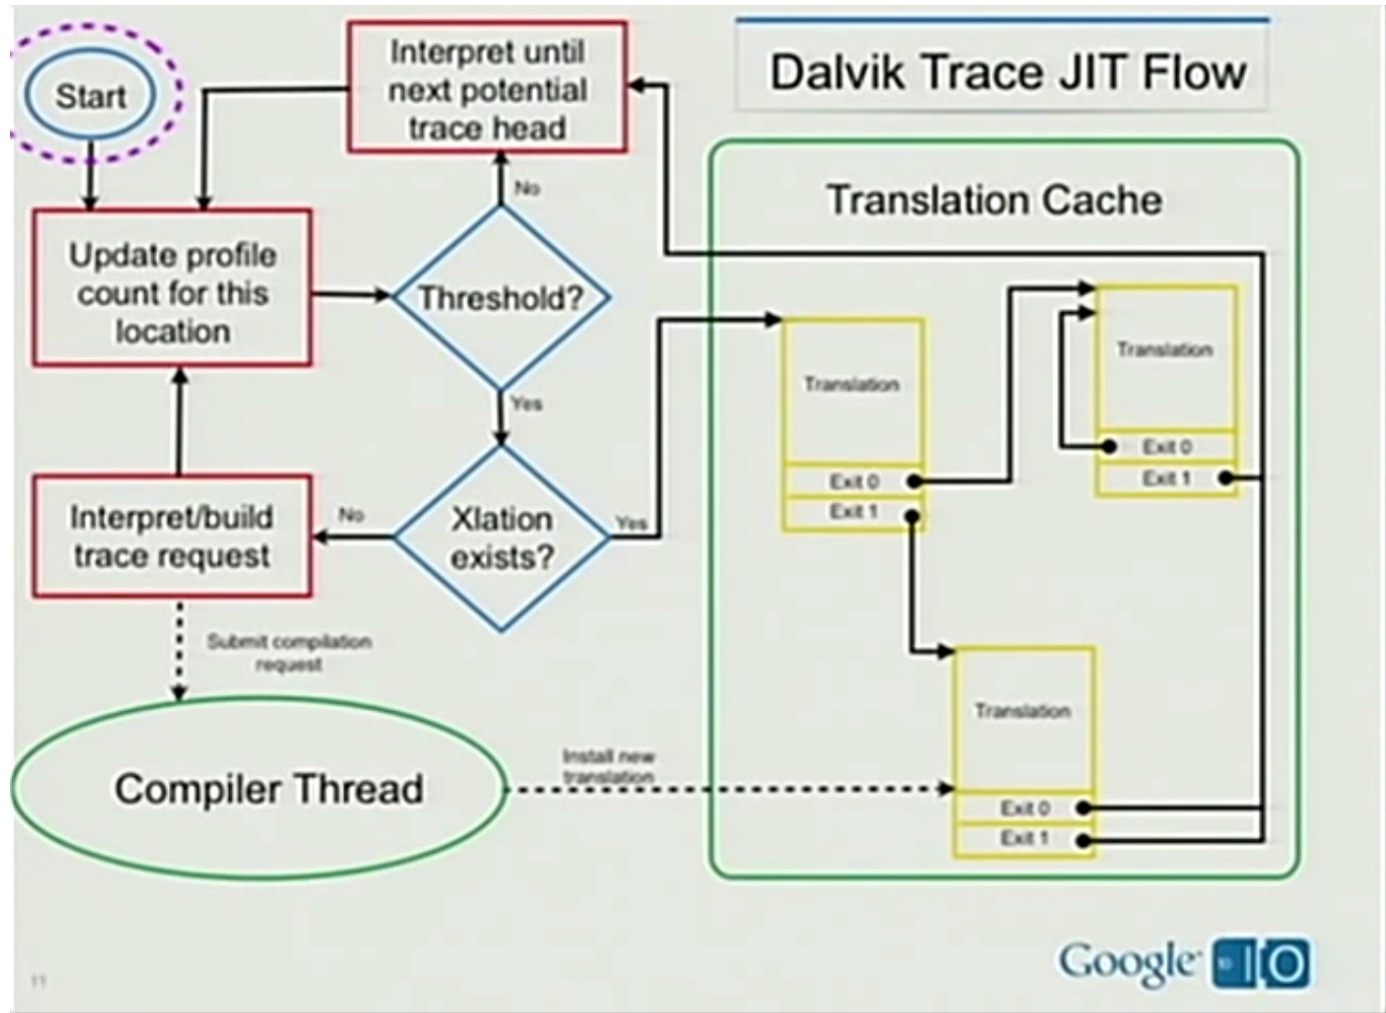 Dalvik Trace JIT Flow
Start
Interpret until
next potential
trace head
No
Update profile
count for this
location
Threshold?
Yes
Interpret/build
trace request
No
Xlation
exists?
Yes
Submit compilation
request
Compiler Thread
Install new
translation
Translation Cache
Translation
Exit 0
Exit 1
Translation
Exit 0
Exit 1
Translation
Exit 0
Exit 1
11
Google IO